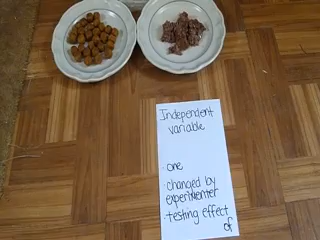 Independent
variable
· one
· changed by
experimenter
· testing effect
of